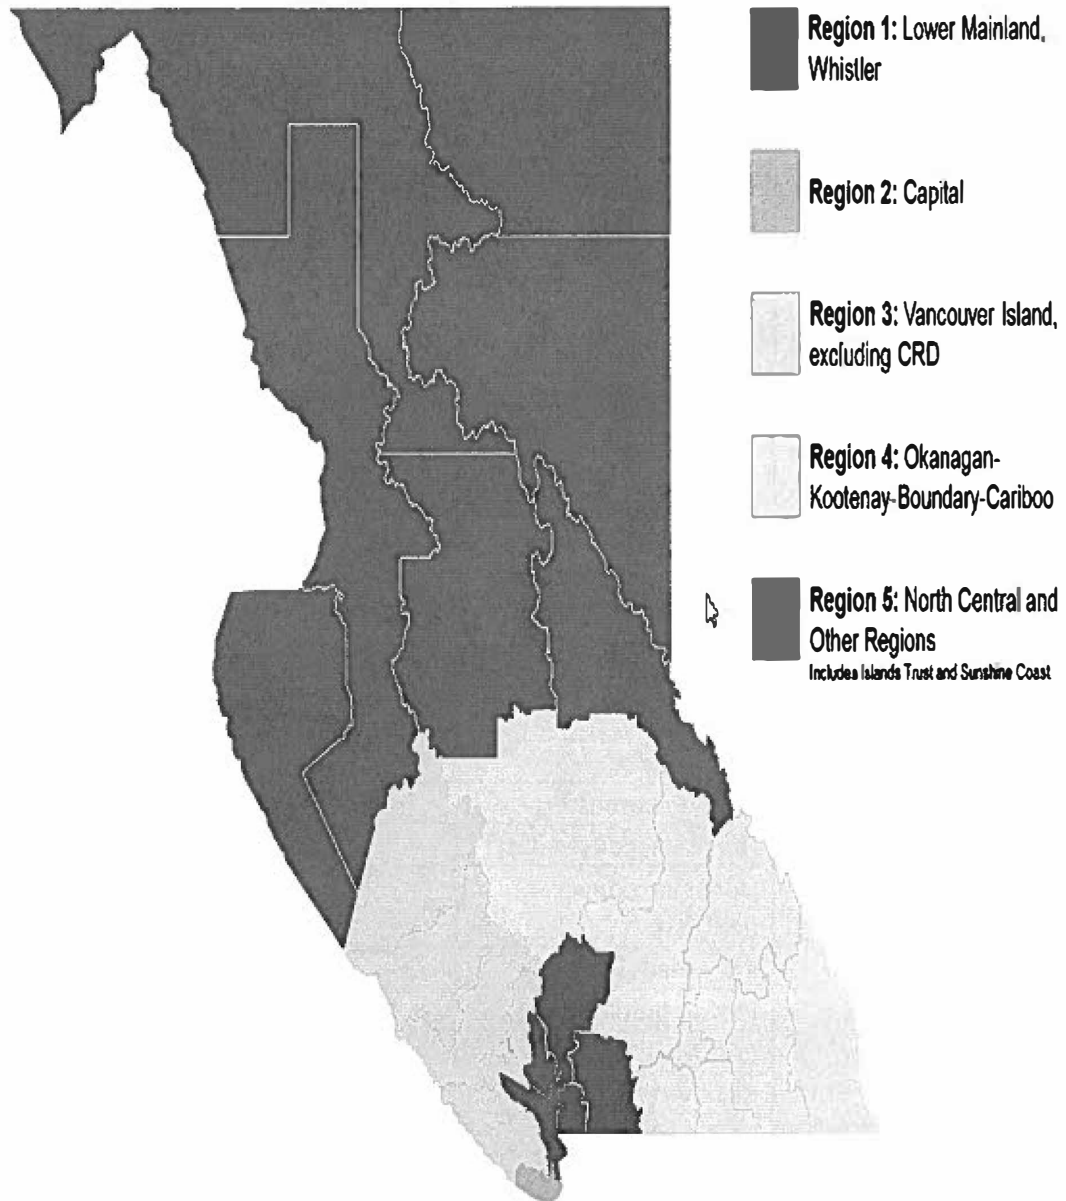 Region 1: Lower Mainland,
Whistler
Region 2: Capital
Region 3: Vancouver Island,
excluding CRD
Region 4: Okanagan-
Kootenay-Boundary-Cariboo
Region 5: North Central and
Other Regions
Includes Islands Trust and Sunshine Coast